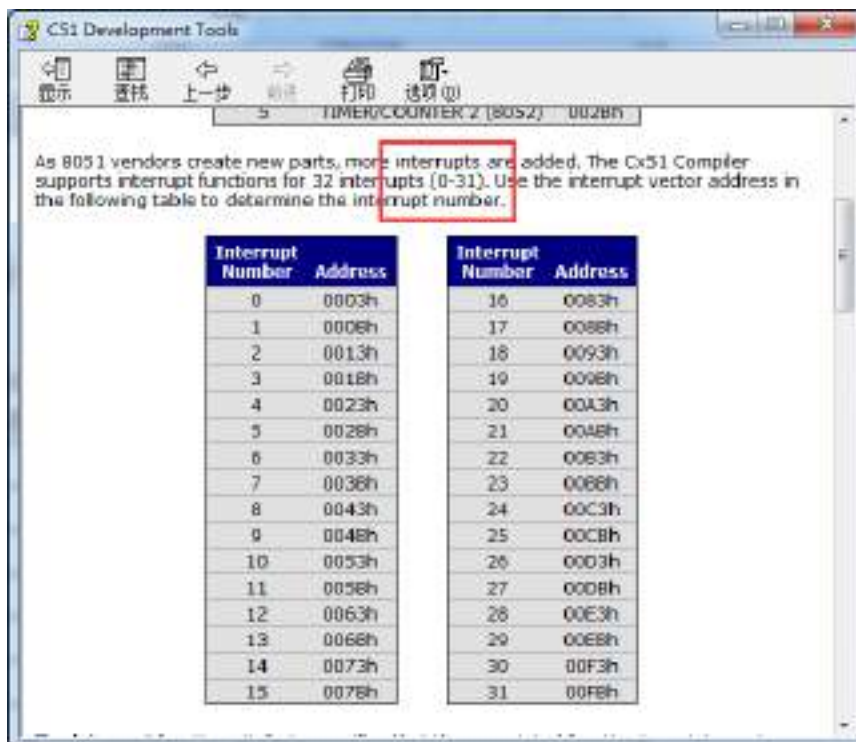 C51 Development Tools
显示 查找 上一步 前进 打印 选项(O)
5 TIMER/COUNTER 2 (8052) 002Bh
As 8051 vendors create new parts, more interrupts are added. The Cx51 Compiler
supports interrupt functions for 32 interrupts (0-31). Use the interrupt vector address in
the following table to determine the interrupt number.
Interrupt Number Address Interrupt Number Address
0 0003h 16 0083h
1 000Bh 17 008Bh
2 0013h 18 0093h
3 001Bh 19 009Bh
4 0023h 20 00A3h
5 002Bh 21 00ABh
6 0033h 22 00B3h
7 003Bh 23 00BBh
8 0043h 24 00C3h
9 004Bh 25 00CBh
10 0053h 26 00D3h
11 005Bh 27 00DBh
12 0063h 28 00E3h
13 006Bh 29 00EBh
14 0073h 30 00F3h
15 007Bh 31 00FBh